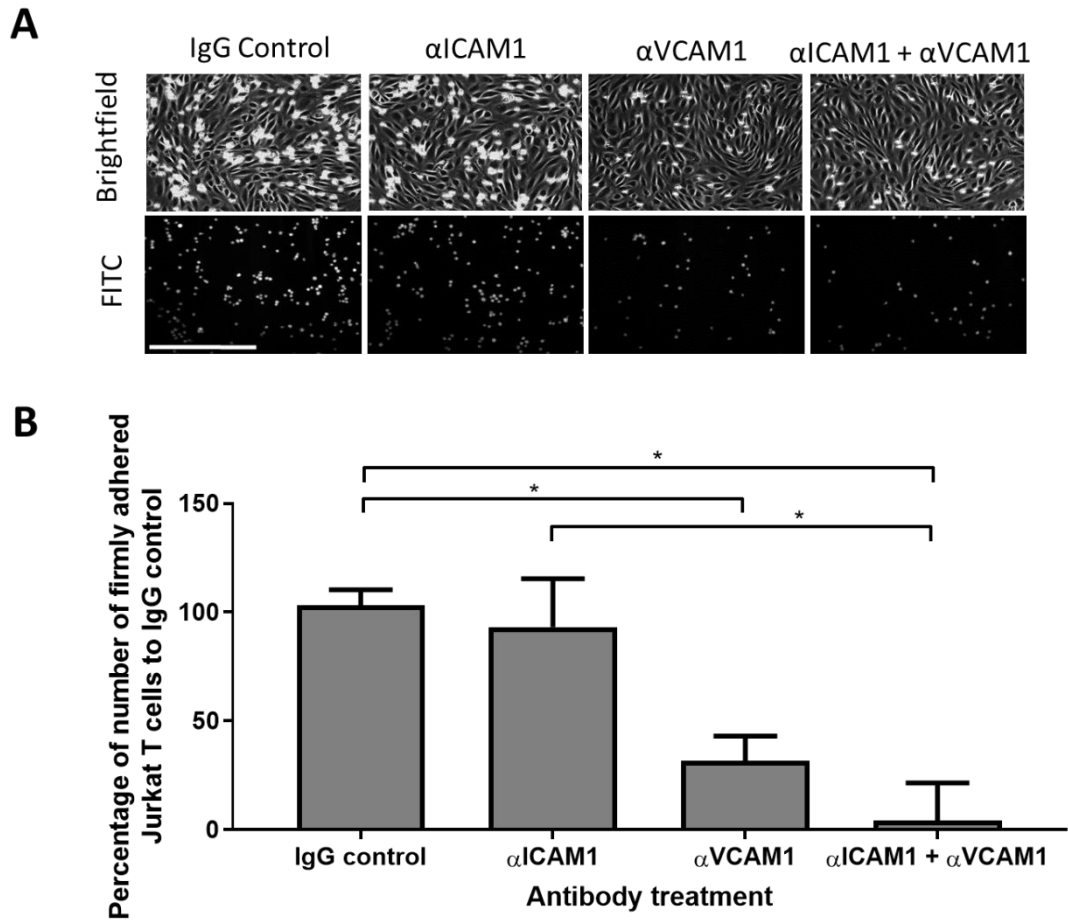 A
IgG Control αICAM1 αVCAM1 αICAM1 + αVCAM1
Brightfield
FITC
B
Percentage of number of firmly adhered
Jurkat T cells to IgG control
*
*
*
150
100
50
0
IgG control αICAM1 αVCAM1 αICAM1 + αVCAM1
Antibody treatment